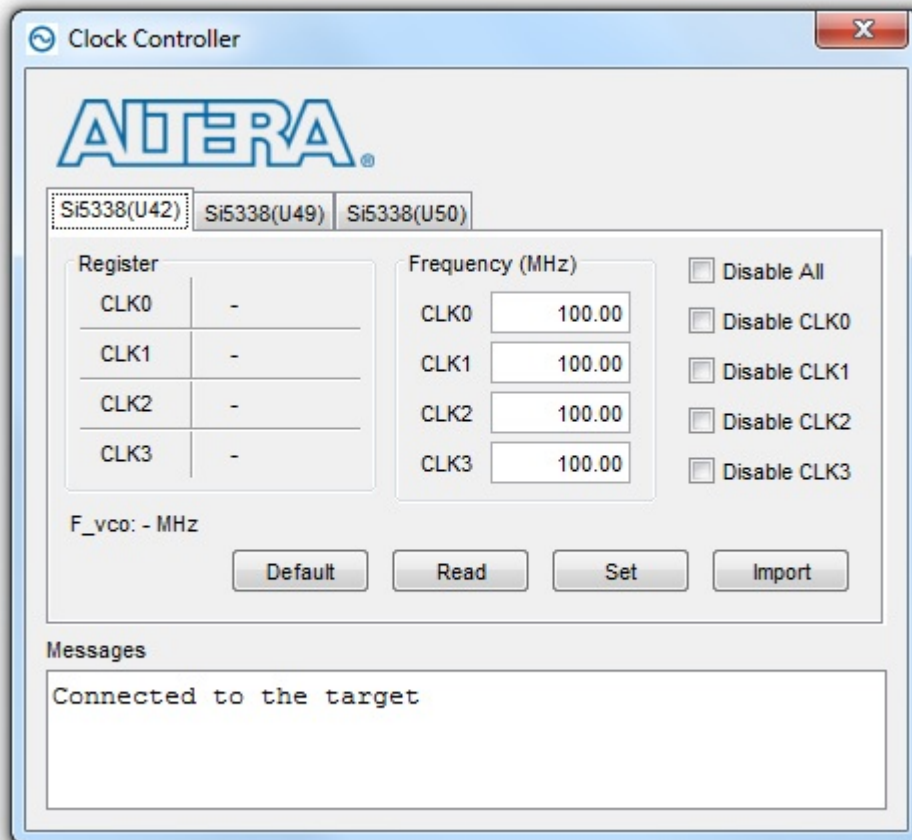 Clock Controller
ALTERA®
Si5338(U42) Si5338(U49) Si5338(U50)
Register
CLK0 -
CLK1 -
CLK2 -
CLK3 -
Frequency (MHz)
CLK0 100.00
CLK1 100.00
CLK2 100.00
CLK3 100.00
Disable All
Disable CLK0
Disable CLK1
Disable CLK2
Disable CLK3
F_vco: - MHz
Default Read Set Import
Messages
Connected to the target